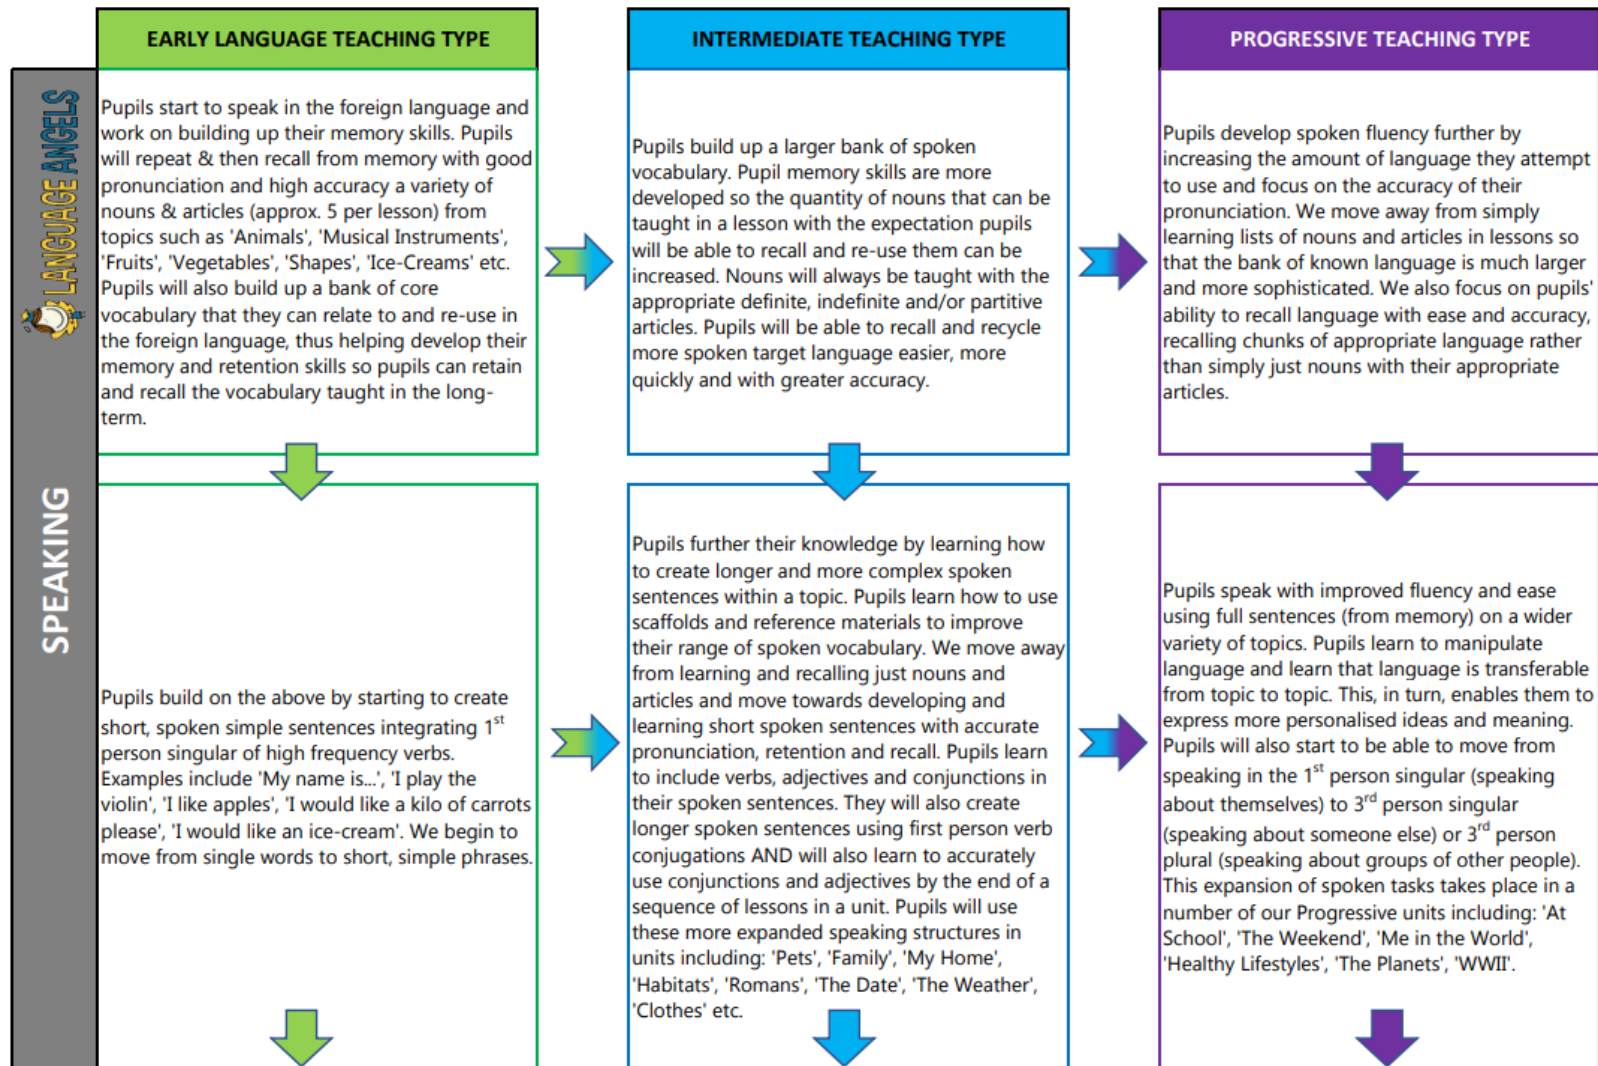 EARLY LANGUAGE TEACHING TYPE
INTERMEDIATE TEACHING TYPE
PROGRESSIVE TEACHING TYPE
LANGUAGE ANGELS
SPEAKING
Pupils start to speak in the foreign language and
work on building up their memory skills. Pupils
will repeat & then recall from memory with good
pronunciation and high accuracy a variety of
nouns & articles (approx. 5 per lesson) from
topics such as 'Animals', 'Musical Instruments',
'Fruits', 'Vegetables', 'Shapes', 'Ice-Creams' etc.
Pupils will also build up a bank of core
vocabulary that they can relate to and re-use in
the foreign language, thus helping develop their
memory and retention skills so pupils can retain
and recall the vocabulary taught in the long-
term.
Pupils build up a larger bank of spoken
vocabulary. Pupil memory skills are more
developed so the quantity of nouns that can be
taught in a lesson with the expectation pupils
will be able to recall and re-use them can be
increased. Nouns will always be taught with the
appropriate definite, indefinite and/or partitive
articles. Pupils will be able to recall and recycle
more spoken target language easier, more
quickly and with greater accuracy.
Pupils develop spoken fluency further by
increasing the amount of language they attempt
to use and focus on the accuracy of their
pronunciation. We move away from simply
learning lists of nouns and articles in lessons so
that the bank of known language is much larger
and more sophisticated. We also focus on pupils'
ability to recall language with ease and accuracy,
recalling chunks of appropriate language rather
than simply just nouns with their appropriate
articles.
Pupils build on the above by starting to create
short, spoken simple sentences integrating 1st
person singular of high frequency verbs.
Examples include 'My name is...', 'I play the
violin', 'I like apples', 'I would like a kilo of carrots
please', 'I would like an ice-cream'. We begin to
move from single words to short, simple phrases.
Pupils further their knowledge by learning how
to create longer and more complex spoken
sentences within a topic. Pupils learn how to use
scaffolds and reference materials to improve
their range of spoken vocabulary. We move away
from learning and recalling just nouns and
articles and move towards developing and
learning short spoken sentences with accurate
pronunciation, retention and recall. Pupils learn
to include verbs, adjectives and conjunctions in
their spoken sentences. They will also create
longer spoken sentences using first person verb
conjugations AND will also learn to accurately
use conjunctions and adjectives by the end of a
sequence of lessons in a unit. Pupils will use
these more expanded speaking structures in
units including: 'Pets', 'Family', 'My Home',
'Habitats', 'Romans', 'The Date', 'The Weather',
'Clothes' etc.
Pupils speak with improved fluency and ease
using full sentences (from memory) on a wider
variety of topics. Pupils learn to manipulate
language and learn that language is transferable
from topic to topic. This, in turn, enables them to
express more personalised ideas and meaning.
Pupils will also start to be able to move from
speaking in the 1st person singular (speaking
about themselves) to 3rd person singular
(speaking about someone else) or 3rd person
plural (speaking about groups of other people).
This expansion of spoken tasks takes place in a
number of our Progressive units including: 'At
School', 'The Weekend', 'Me in the World',
'Healthy Lifestyles', 'The Planets', 'WWII'.